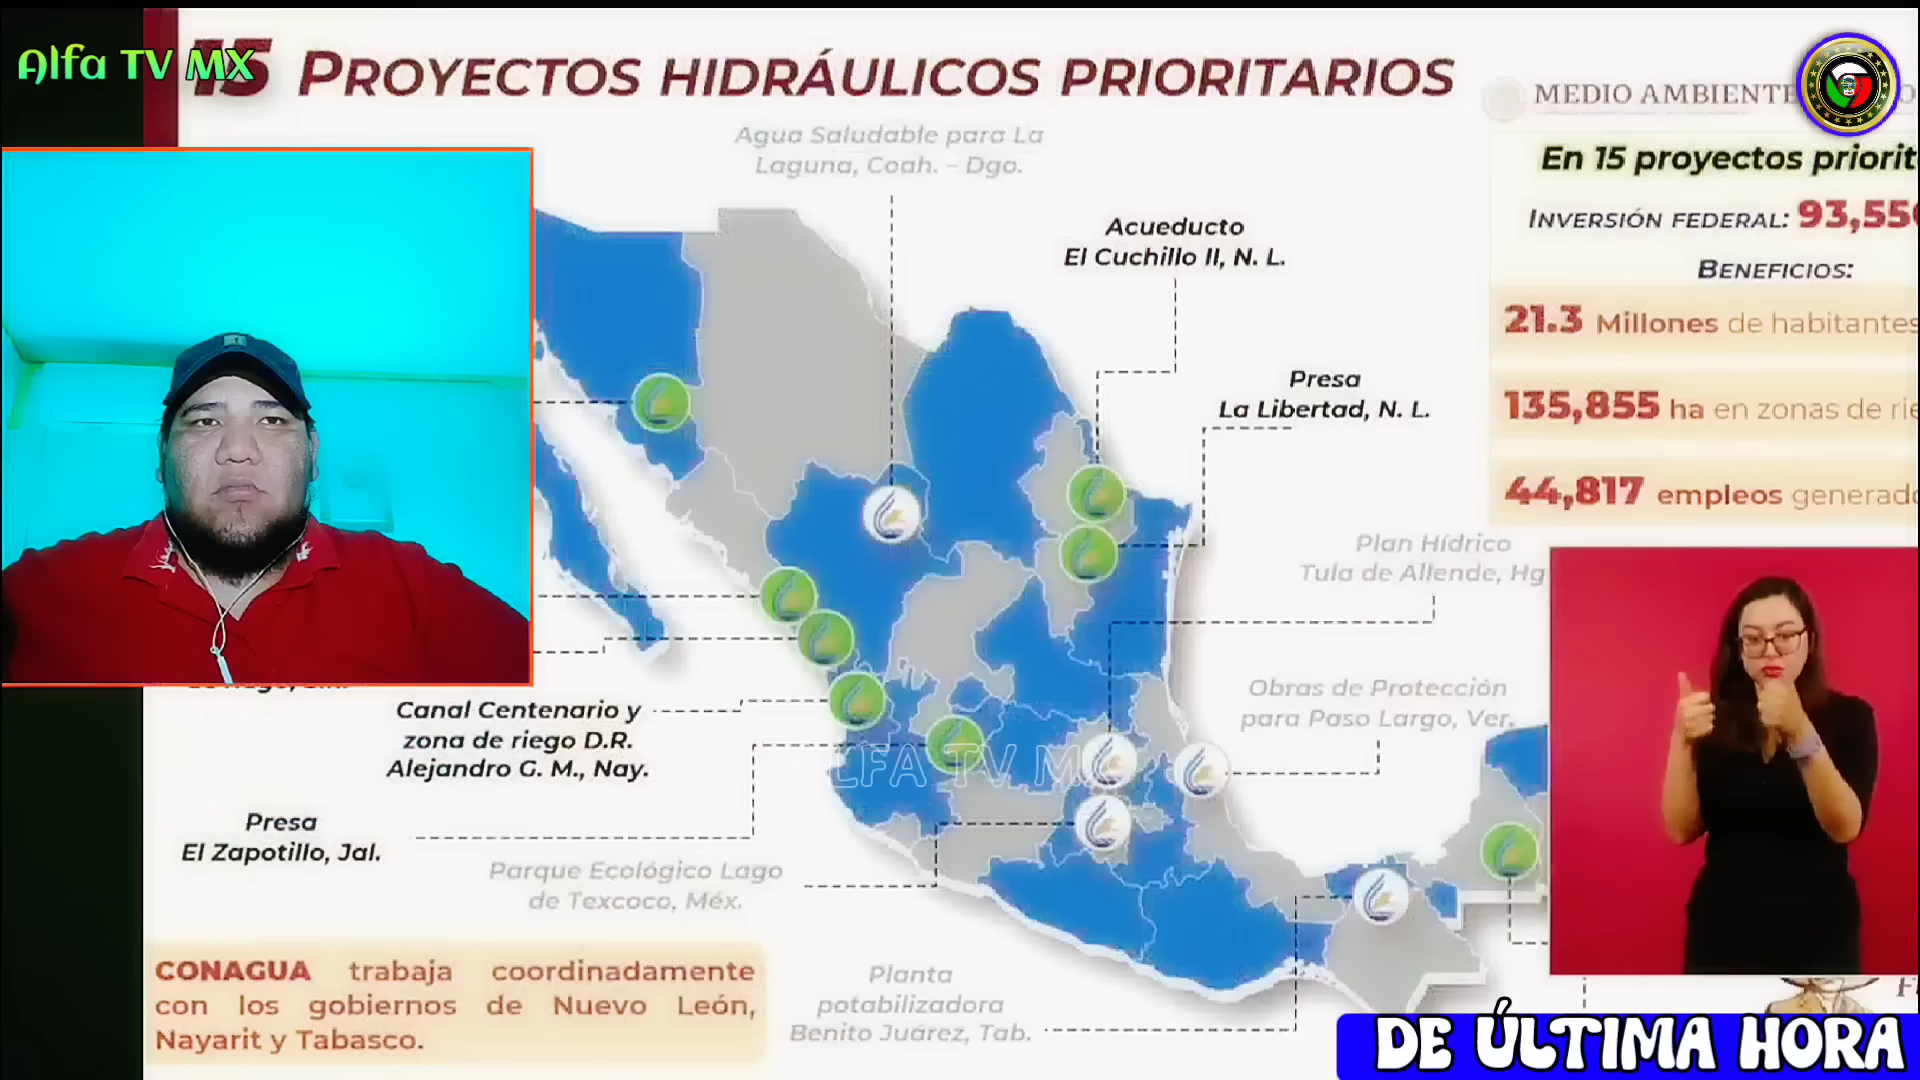 Alfa TV MX
15 PROYECTOS HIDRÁULICOS PRIORITARIOS
MEDIO AMBIENTE
Agua Saludable para La
Laguna, Coah. - Dgo.
Acueducto
El Cuchillo II, N. L.
Presa
La Libertad, N. L.
En 15 proyectos priorit
INVERSIÓN FEDERAL: 93,55
BENEFICIOS:
21.3 Millones de habitantes
135,855 ha en zonas de rie
44,817 empleos generad
Plan Hídrico
Tula de Allende, Hg
Obras de Protección
para Paso Largo, Ver.
Canal Centenario y
zona de riego D.R.
Alejandro G. M., Nay.
LFA TV M
Presa
El Zapotillo, Jal.
Parque Ecológico Lago
de Texcoco, Méx.
Planta
potabilizadora
Benito Juárez, Tab.
CONAGUA trabaja coordinadamente
con los gobiernos de Nuevo León,
Nayarit y Tabasco.
DE ÚLTIMA HORA